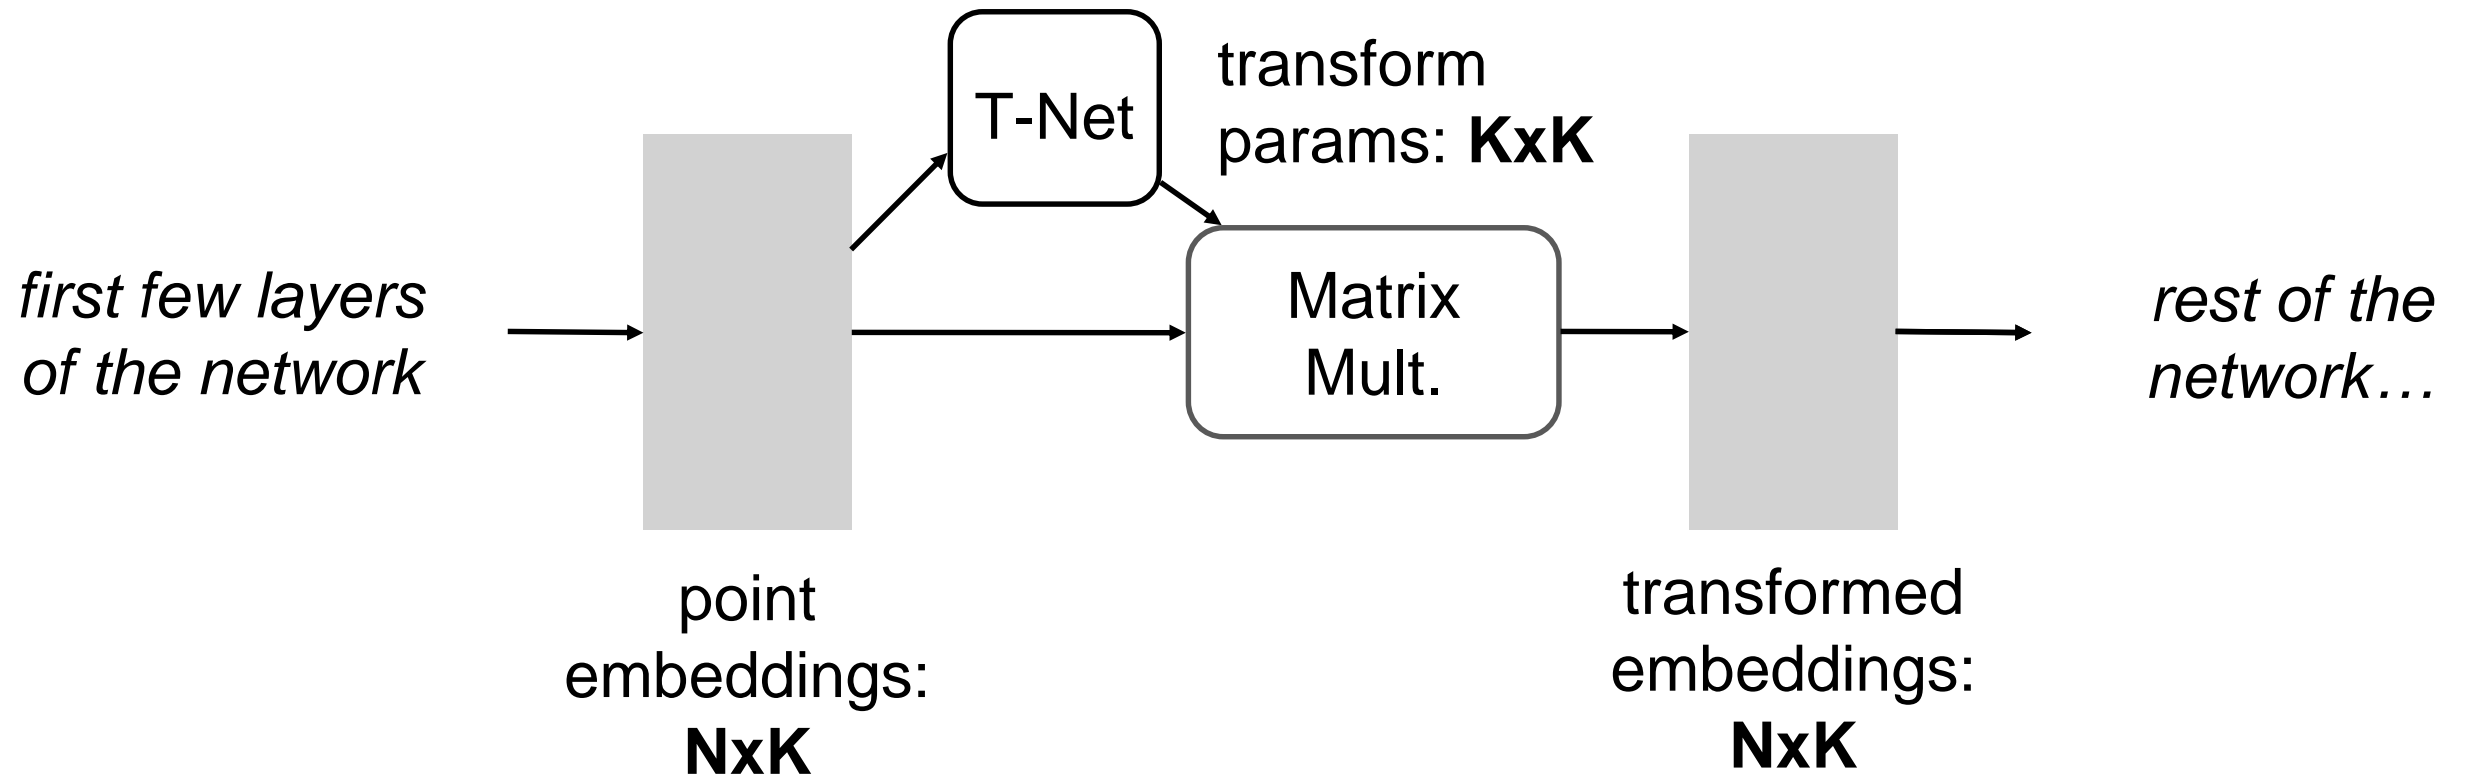 T-Net
transform
params: KxK
first few layers
of the network
Matrix
Mult.
rest of the
network…
point
embeddings:
NxK
transformed
embeddings:
NxK